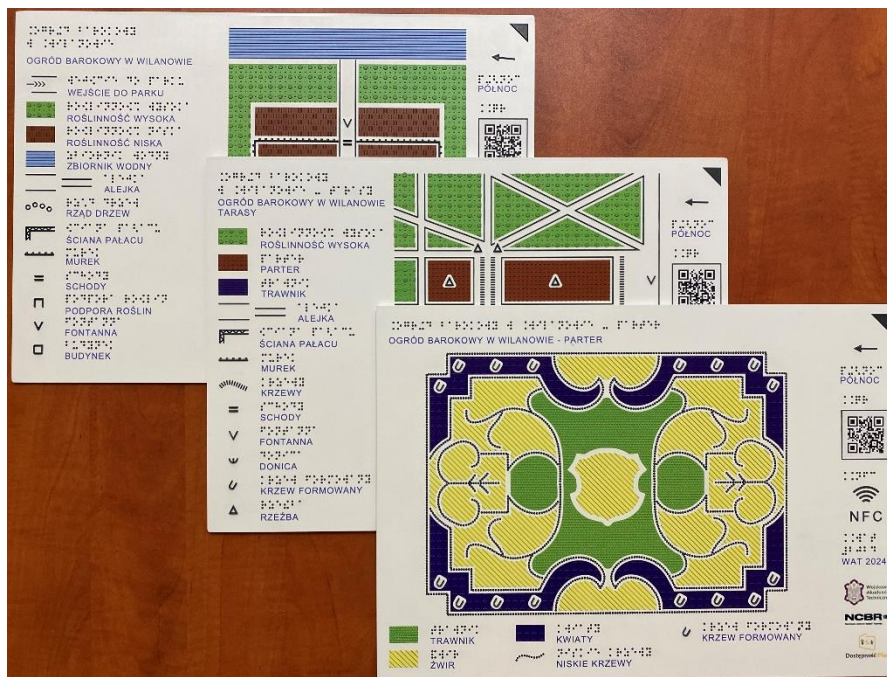 OGRÓD BAROKOWY W WILANOWIE
WEJŚCIE DO PARKU
ROŚLINNOŚĆ WYSOKA
ROŚLINNOŚĆ NISKA
ZBIORNIK WODNY
ALEJKA
RZĄD DRZEW
ŚCIANA PAŁACU
MUREK
SCHODY
PODPORA ROŚLIN
FONTANNA
BUDYNEK
PÓŁNOC
OGRÓD BAROKOWY W WILANOWIE
TARASY
ROŚLINNOŚĆ WYSOKA
PARTER
TRAWNIK
ALEJKA
ŚCIANA PAŁACU
MUREK
KRZEWY
SCHODY
FONTANNA
DONICA
KRZEW FORMOWANY
RZEŹBA
PÓŁNOC
OGRÓD BAROKOWY W WILANOWIE - PARTER
PÓŁNOC
NFC
WAT 2024
NCBR
TRAWNIK
KWIATY
KRZEW FORMOWANY
ŻWIR
NISKIE KRZEWY